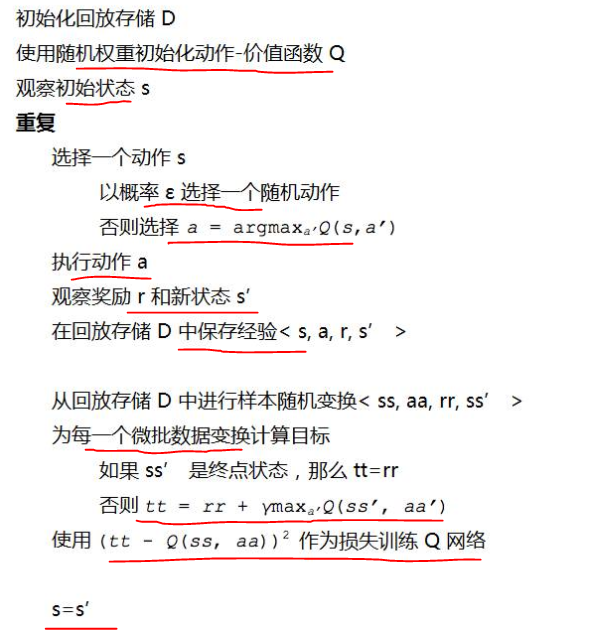 初始化回放存储 D
使用随机权重初始化动作-价值函数 Q
观察初始状态 s
重复
选择一个动作 s
以概率 ε 选择一个随机动作
否则选择 a = argmaxₐ′Q(s,a′)
执行动作 a
观察奖励 r 和新状态 s′
在回放存储 D 中保存经验< s, a, r, s′ >
从回放存储 D 中进行样本随机变换< ss, aa, rr, ss′ >
为每一个微批数据变换计算目标
如果 ss′ 是终点状态，那么 tt=rr
否则 tt = rr + γmaxₐ′Q(ss′, aa′)
使用 (tt - Q(ss, aa))² 作为损失训练 Q 网络
s=s′